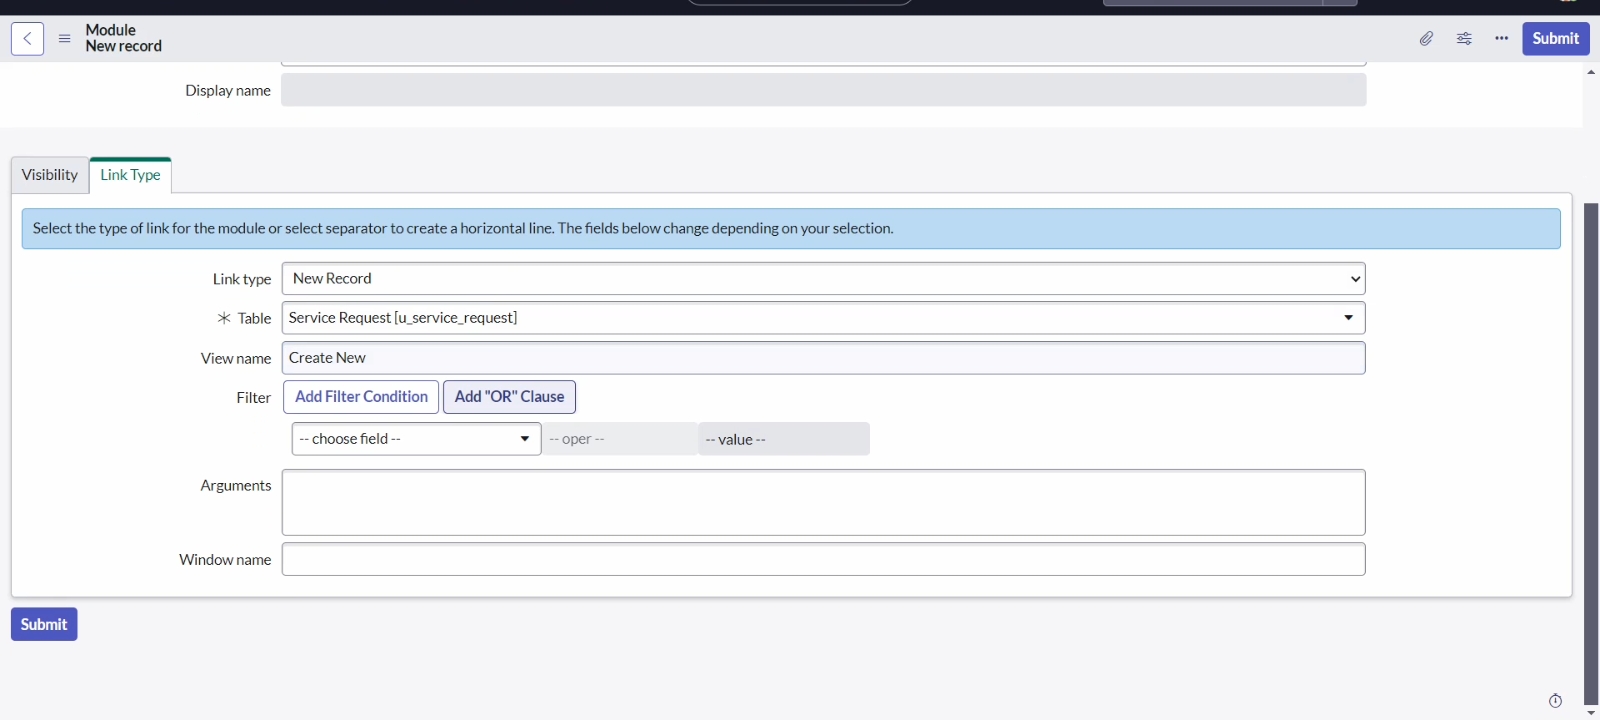 Module
New record
Submit
Display name
Visibility
Link Type
Select the type of link for the module or select separator to create a horizontal line. The fields below change depending on your selection.
Link type New Record
Table Service Request [u_service_request]
View name Create New
Filter Add Filter Condition Add "OR" Clause
-- choose field -- -- oper -- -- value --
Arguments
Window name
Submit